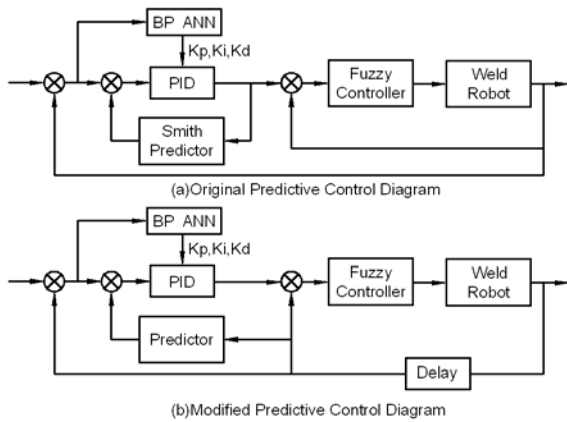 BP ANN
Kp,Ki,Kd
PID
Fuzzy
Controller
Weld
Robot
Smith
Predictor
(a)Original Predictive Control Diagram
BP ANN
Kp,Ki,Kd
PID
Fuzzy
Controller
Weld
Robot
Predictor
Delay
(b)Modified Predictive Control Diagram